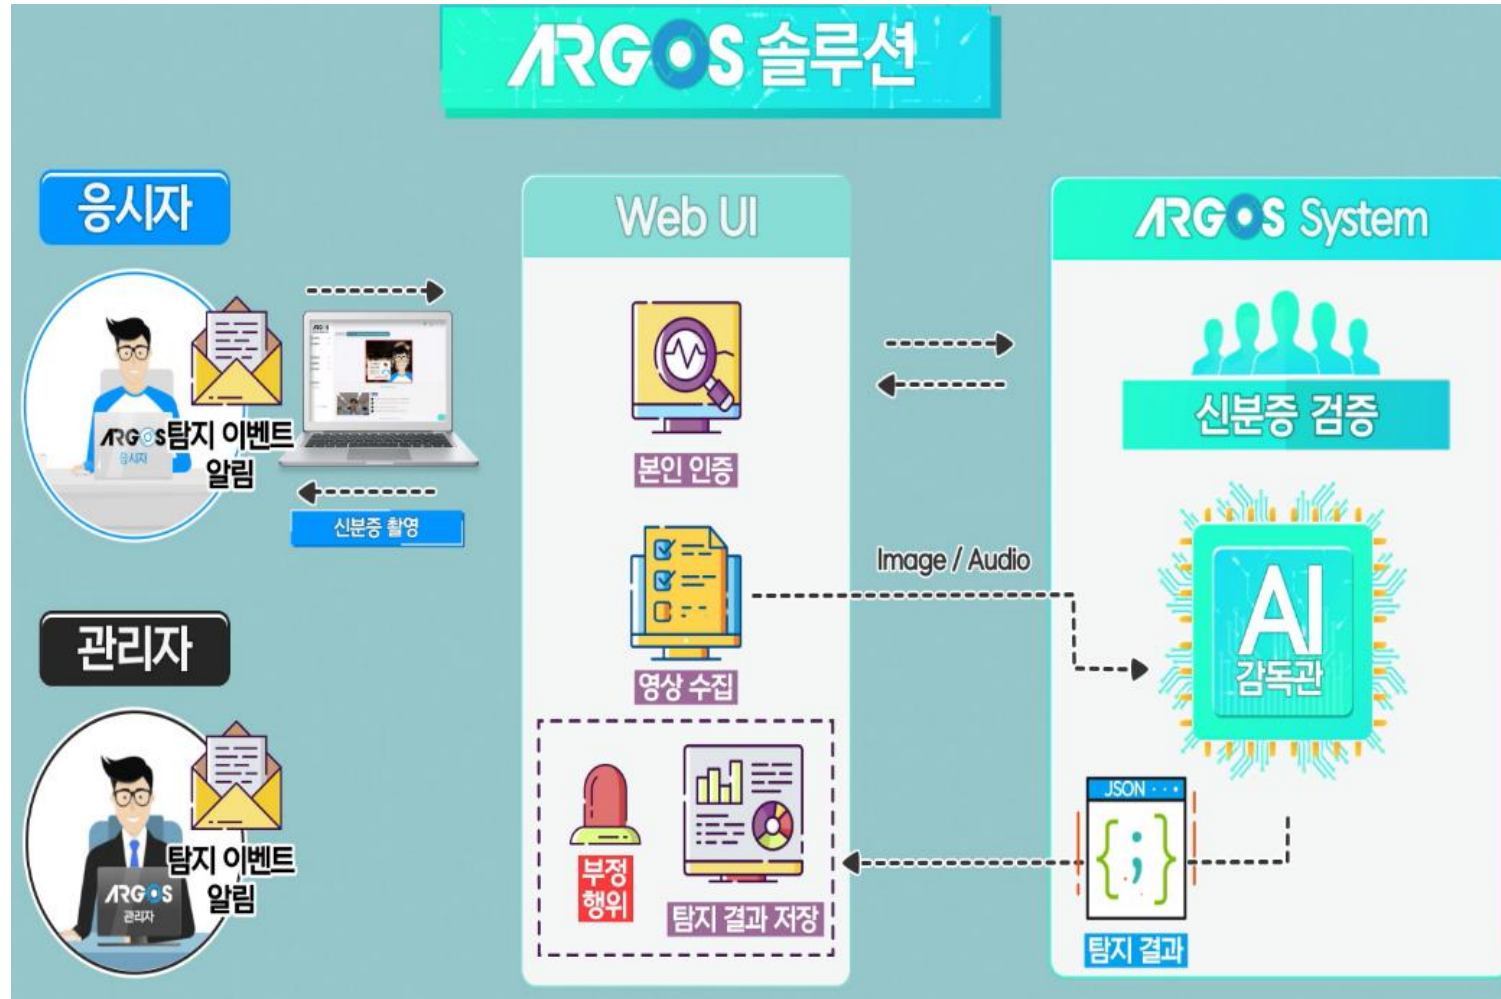 ARGOS 솔루션
응시자
ARGOS
응시자
탐지 이벤트
알림
신분증 촬영
관리자
ARGOS
관리자
탐지 이벤트
알림
Web UI
본인 인증
영상 수집
부정
행위
탐지 결과 저장
Image / Audio
ARGOS System
신분증 검증
AI
감독관
JSON
{;}
탐지 결과